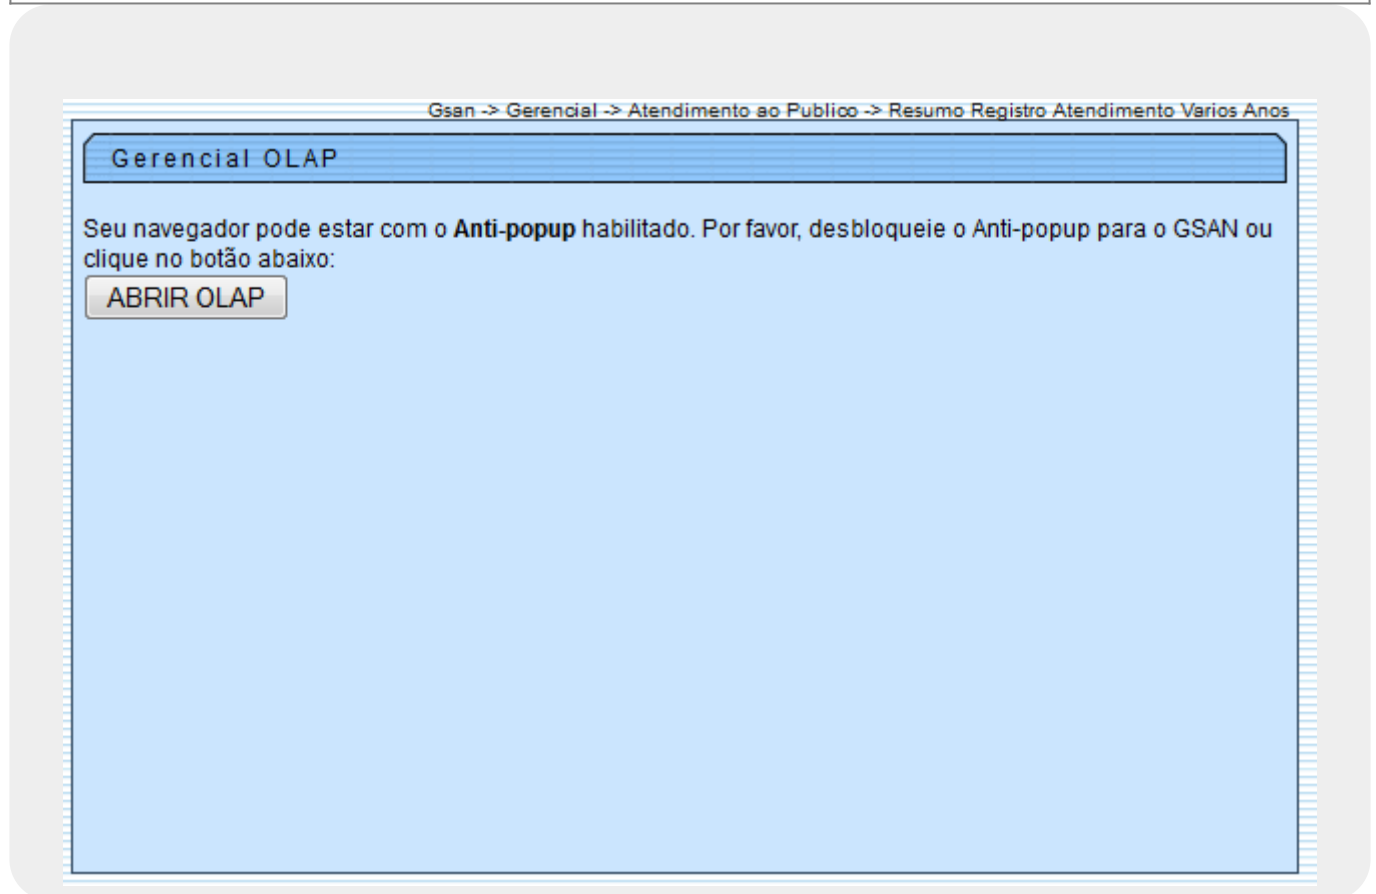 Gsan -> Gerencial -> Atendimento ao Publico -> Resumo Registro Atendimento Varios Anos
Gerencial OLAP
Seu navegador pode estar com o Anti-popup habilitado. Por favor, desbloqueie o Anti-popup para o GSAN ou
clique no botão abaixo:
ABRIR OLAP